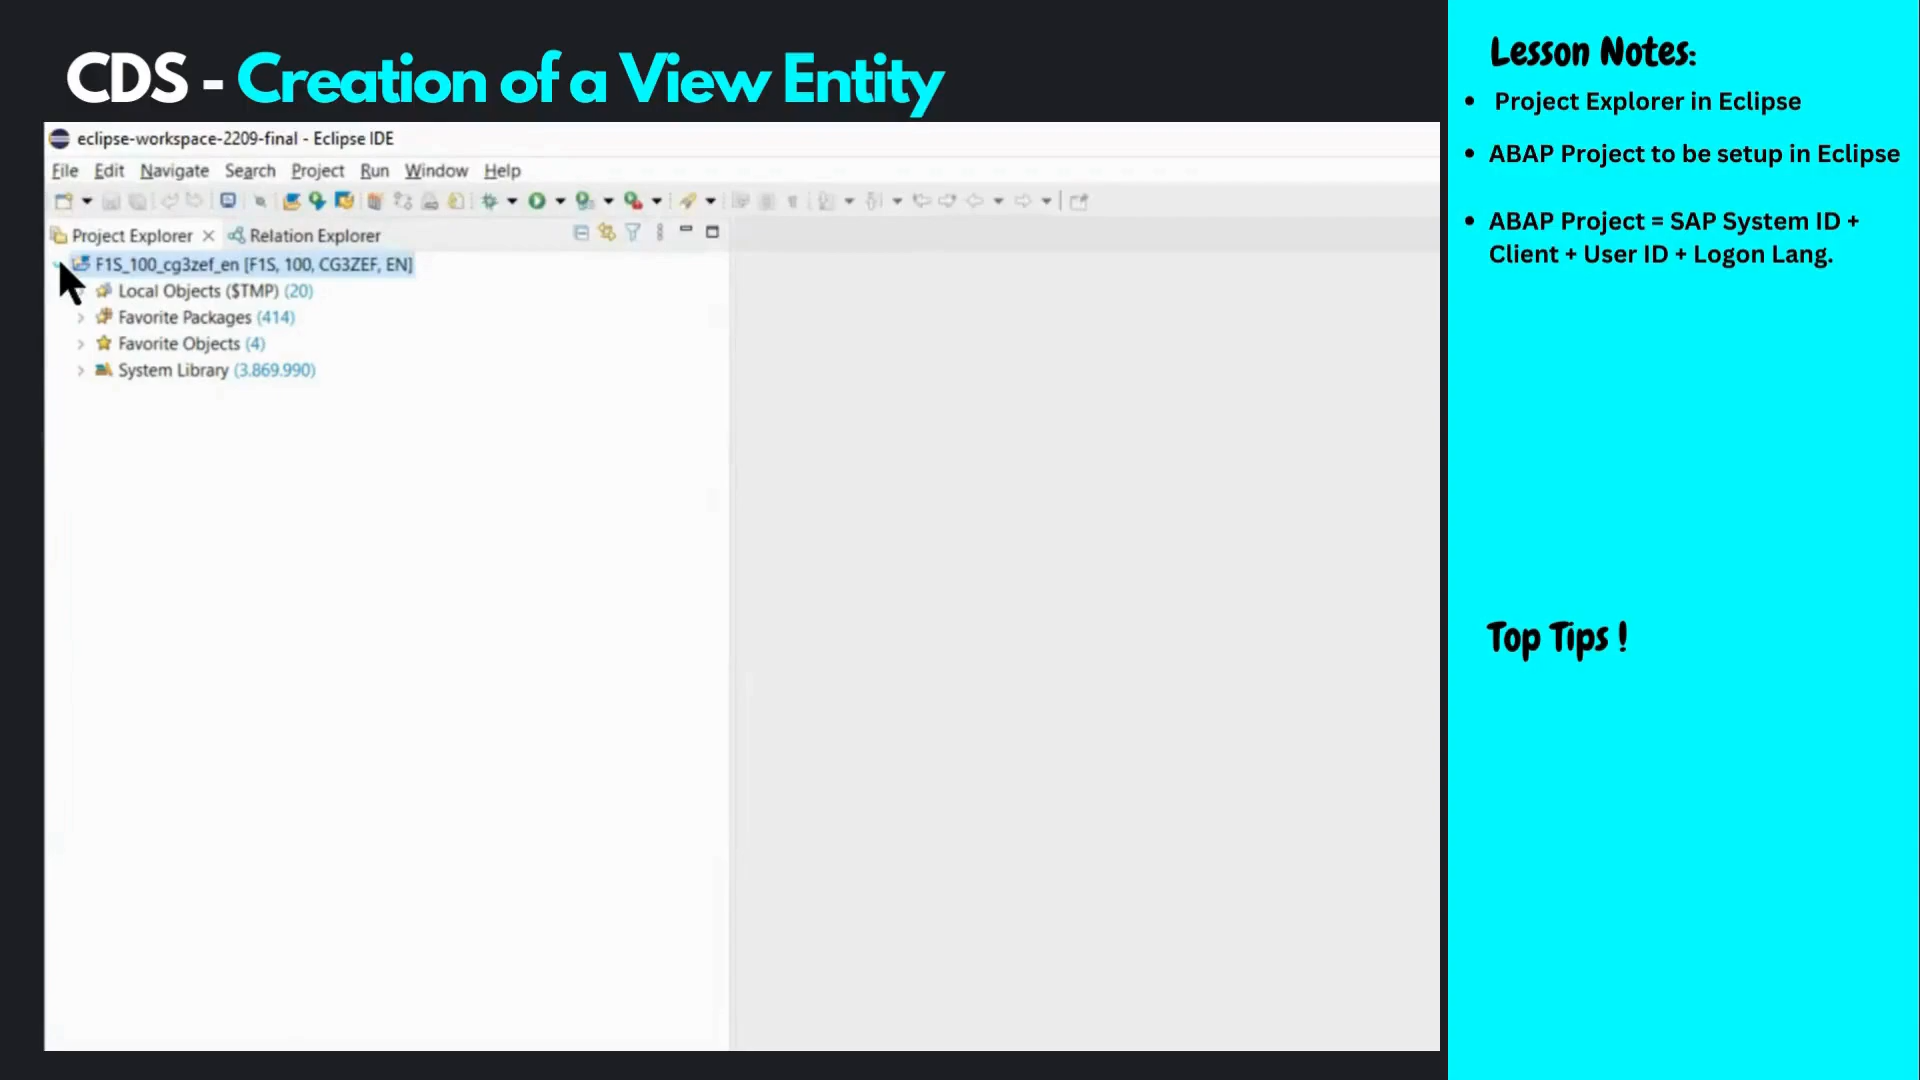 CDS - Creation of a View Entity
eclipse-workspace-2209-final - Eclipse IDE
File Edit Navigate Search Project Run Window Help
Project Explorer Relation Explorer
F1S_100_cg3zef_en [F1S, 100, CG3ZEF, EN]
Local Objects ($TMP) (20)
Favorite Packages (414)
Favorite Objects (4)
System Library (3.869.990)
Lesson Notes:
• Project Explorer in Eclipse
• ABAP Project to be setup in Eclipse
• ABAP Project = SAP System ID +
Client + User ID + Logon Lang.
Top Tips !